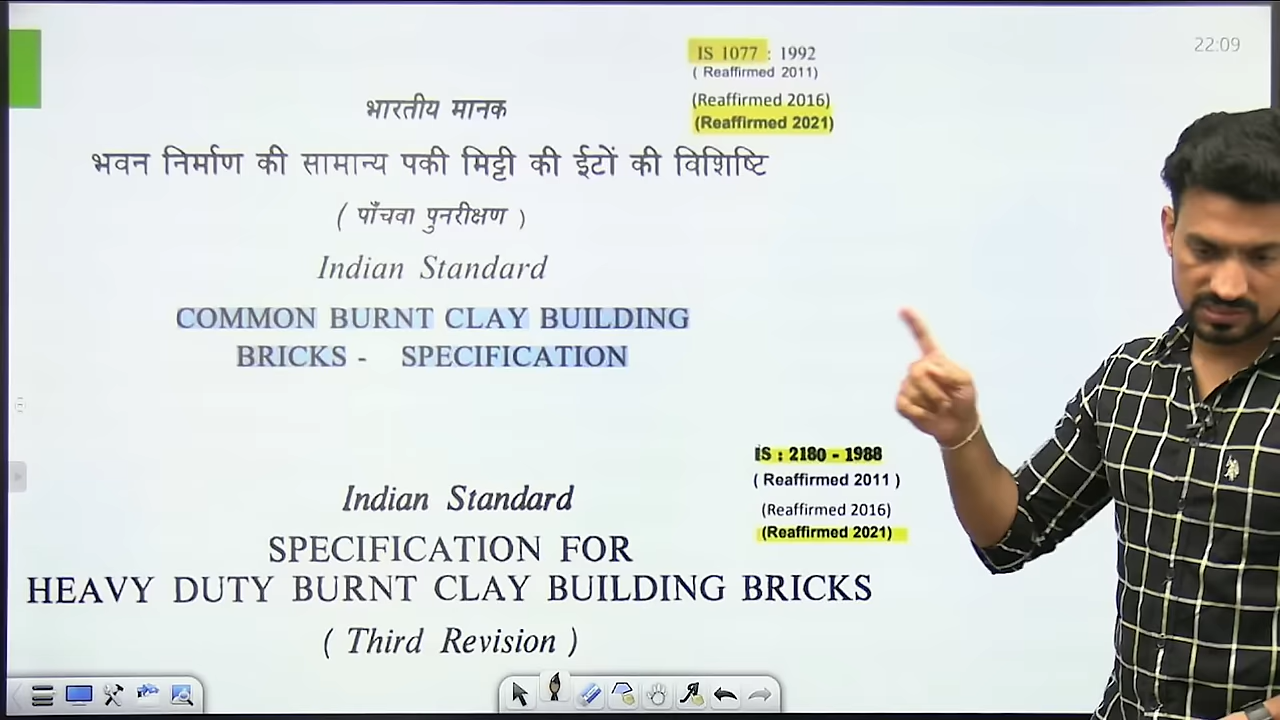 22:09
IS 1077 : 1992
( Reaffirmed 2011)
(Reaffirmed 2016)
(Reaffirmed 2021)
भारतीय मानक
भवन निर्माण की सामान्य पकी मिट्टी की ईटों की विशिष्टि
( पाँचवा पुनरीक्षण )
Indian Standard
COMMON BURNT CLAY BUILDING
BRICKS - SPECIFICATION
IS : 2180 - 1988
( Reaffirmed 2011 )
(Reaffirmed 2016)
(Reaffirmed 2021)
Indian Standard
SPECIFICATION FOR
HEAVY DUTY BURNT CLAY BUILDING BRICKS
( Third Revision )